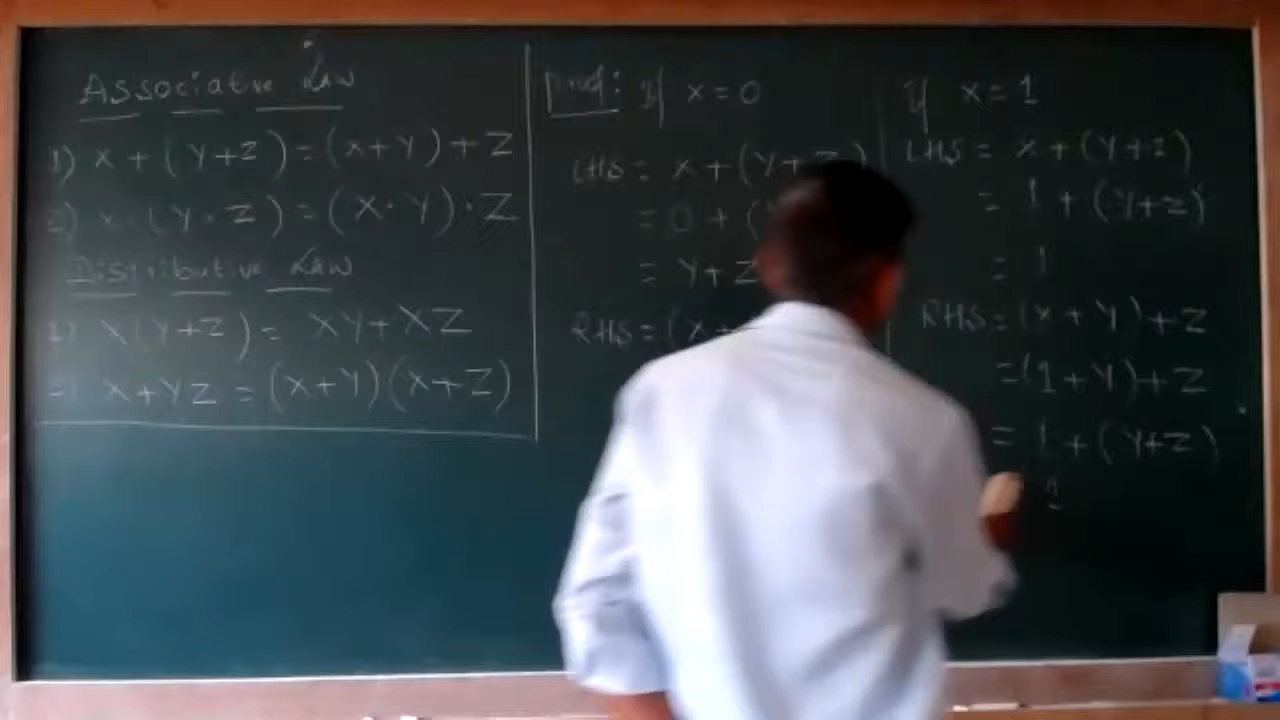 Associative Law
1) X + (Y+Z) = (X+Y) + Z
2) X · (Y · Z) = (X · Y) · Z
Distributive Law
1) X(Y+Z) = XY + XZ
2) X+YZ = (X+Y)(X+Z)
Proof: If x=0
LHS = X + (Y+Z)
= 0 + (
= Y+Z
RHS = (X+
If x=1
LHS = X + (Y+Z)
= 1 + (Y+Z)
= 1
RHS = (X + Y) + Z
= (1 + Y) + Z
= 1 + (Y+Z)
1